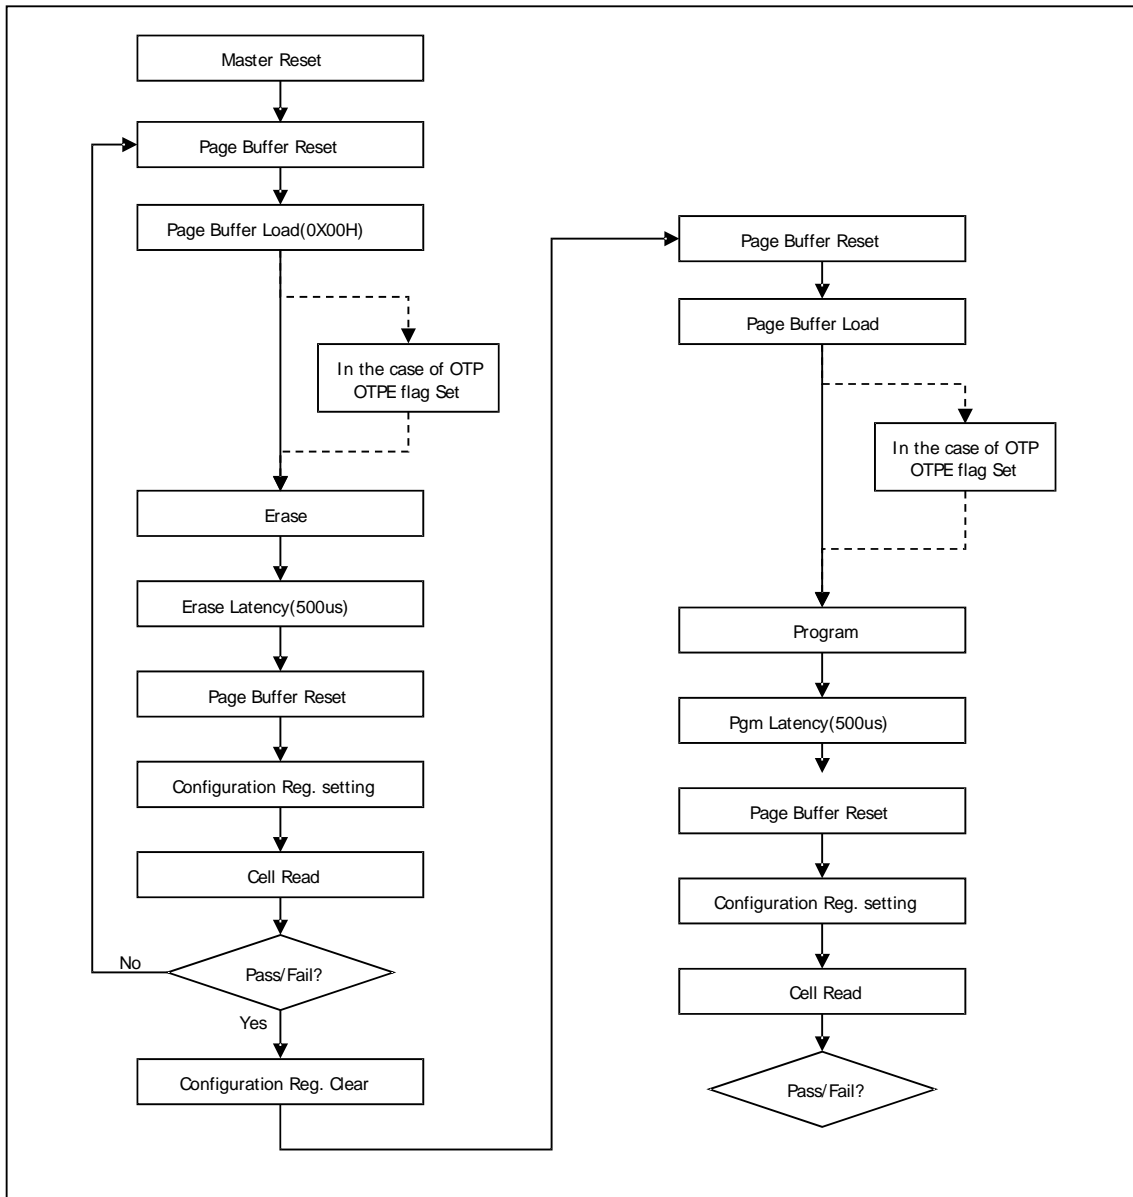 Master Reset
Page Buffer Reset
Page Buffer Load(0X00H)
In the case of OTP
OTPE flag Set
Erase
Erase Latency(500us)
Page Buffer Reset
Configuration Reg. setting
Cell Read
Pass/Fail?
No
Yes
Configuration Reg. Clear
Page Buffer Reset
Page Buffer Load
In the case of OTP
OTPE flag Set
Program
Pgm Latency(500us)
Page Buffer Reset
Configuration Reg. setting
Cell Read
Pass/Fail?